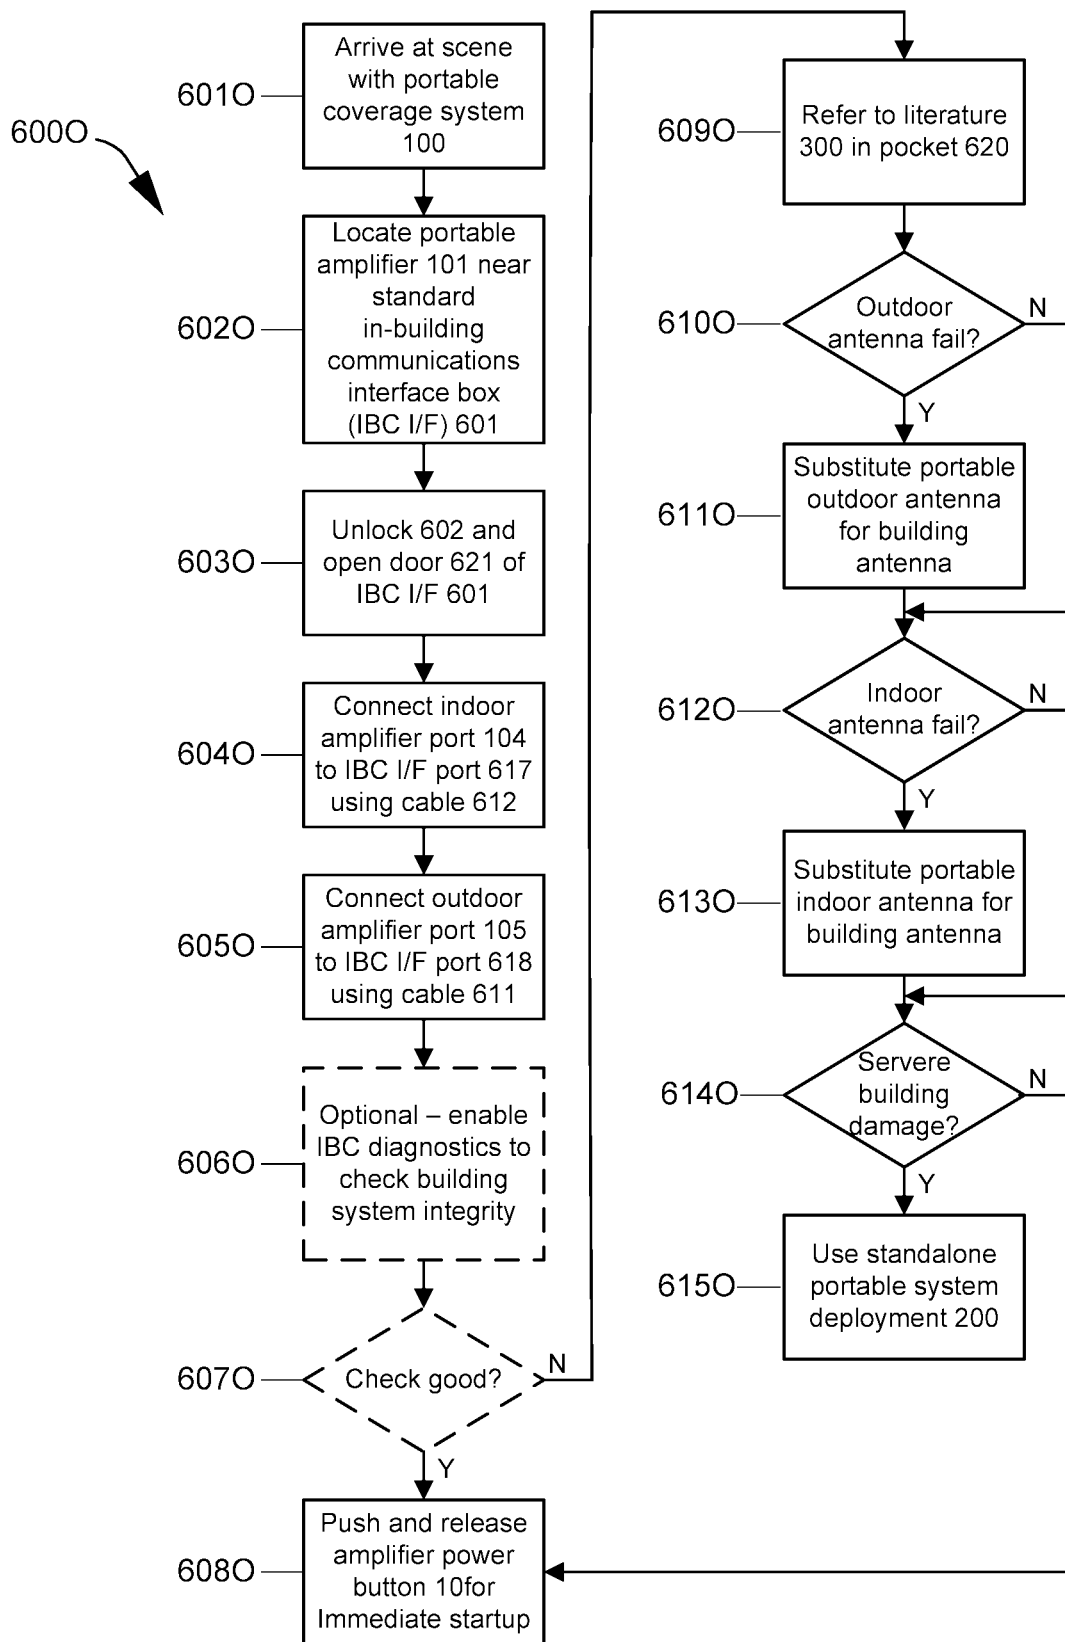 600O
601O
Arrive at scene
with portable
coverage system
100
602O
Locate portable
amplifier 101 near
standard
in-building
communications
interface box
(IBC I/F) 601
603O
Unlock 602 and
open door 621 of
IBC I/F 601
604O
Connect indoor
amplifier port 104
to IBC I/F port 617
using cable 612
605O
Connect outdoor
amplifier port 105
to IBC I/F port 618
using cable 611
606O
Optional – enable
IBC diagnostics to
check building
system integrity
607O
Check good?
N
Y
608O
Push and release
amplifier power
button 10for
Immediate startup
609O
Refer to literature
300 in pocket 620
610O
Outdoor
antenna fail?
N
Y
611O
Substitute portable
outdoor antenna
for building
antenna
612O
Indoor
antenna fail?
N
Y
613O
Substitute portable
indoor antenna for
building antenna
614O
Servere
building
damage?
N
Y
615O
Use standalone
portable system
deployment 200